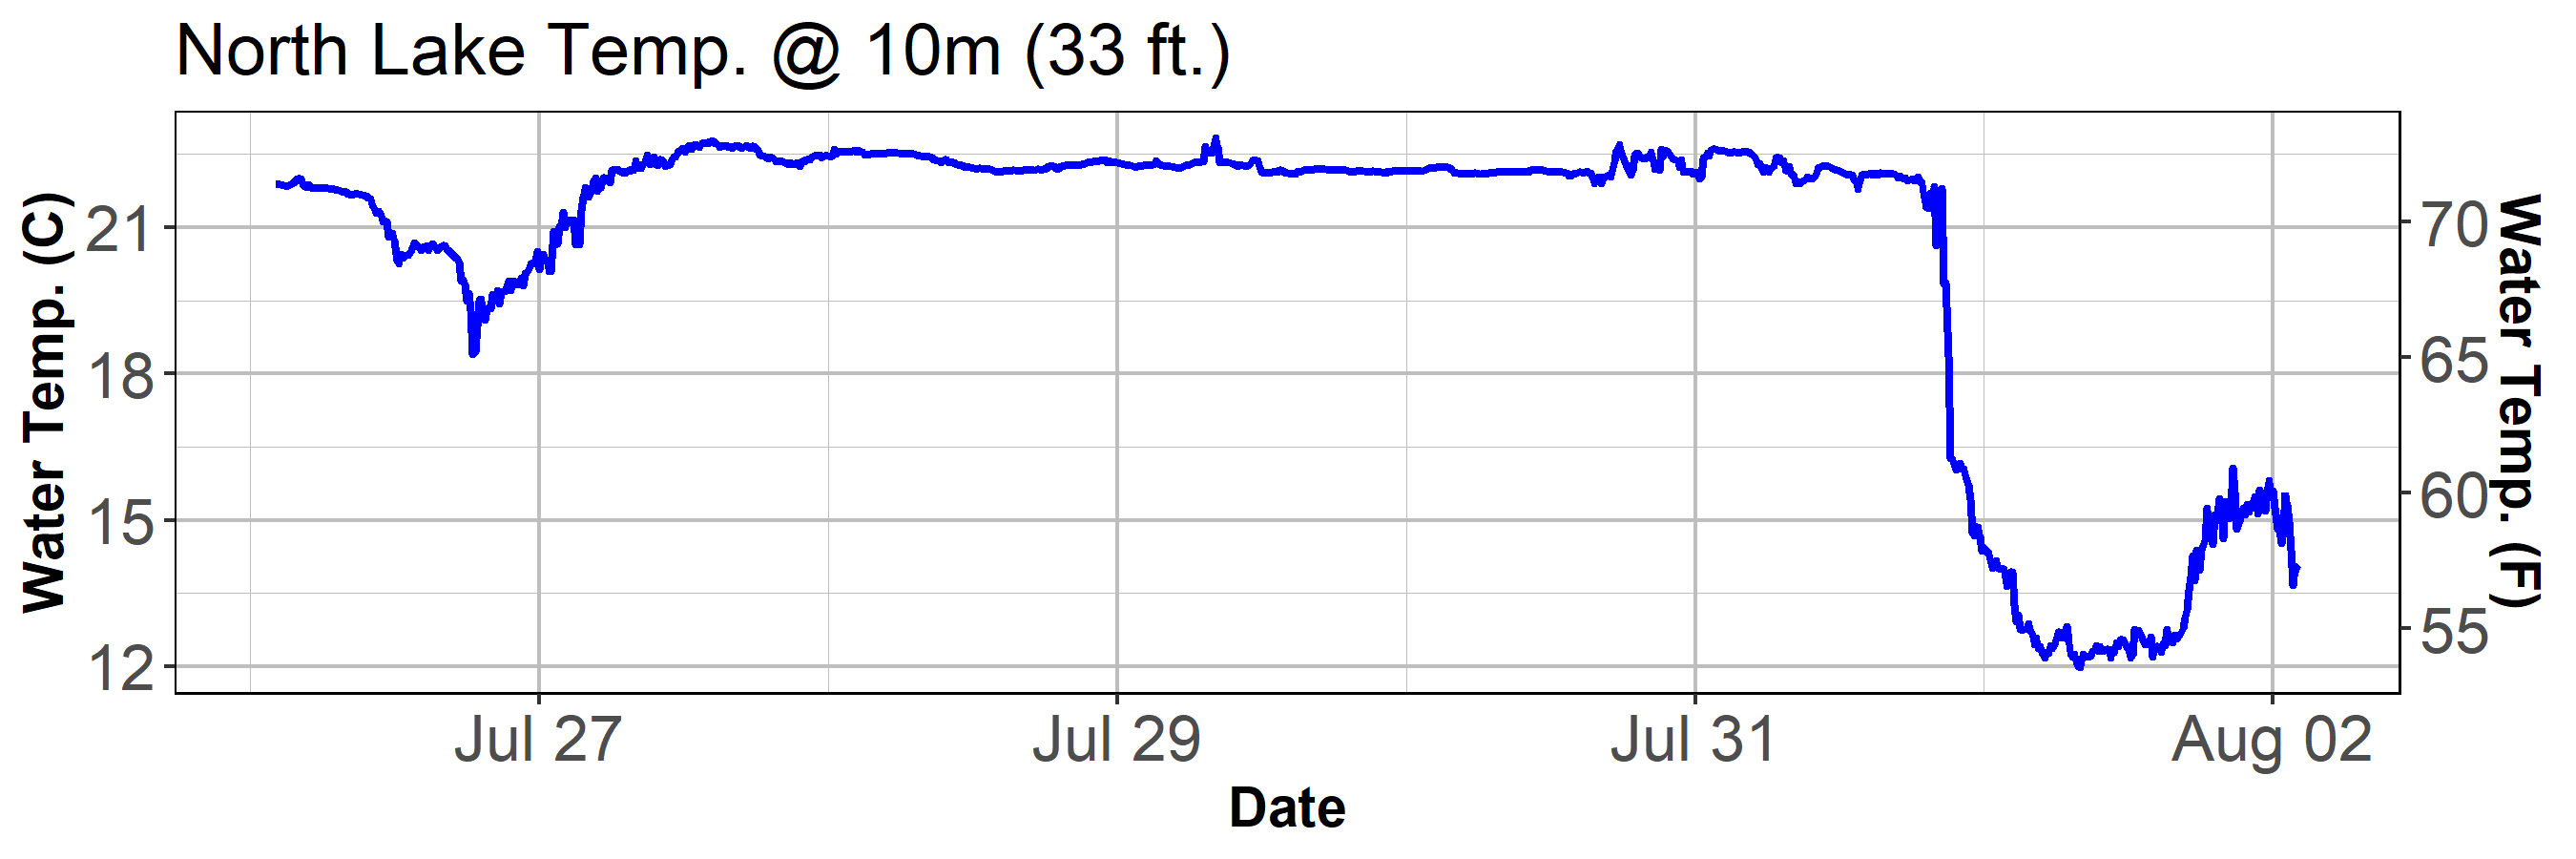 North Lake Temp. @ 10m (33 ft.)
Water Temp. (C)
21
18
15
12
70
65
60
55
Water Temp. (F)
Jul 27
Jul 29
Jul 31
Aug 02
Date